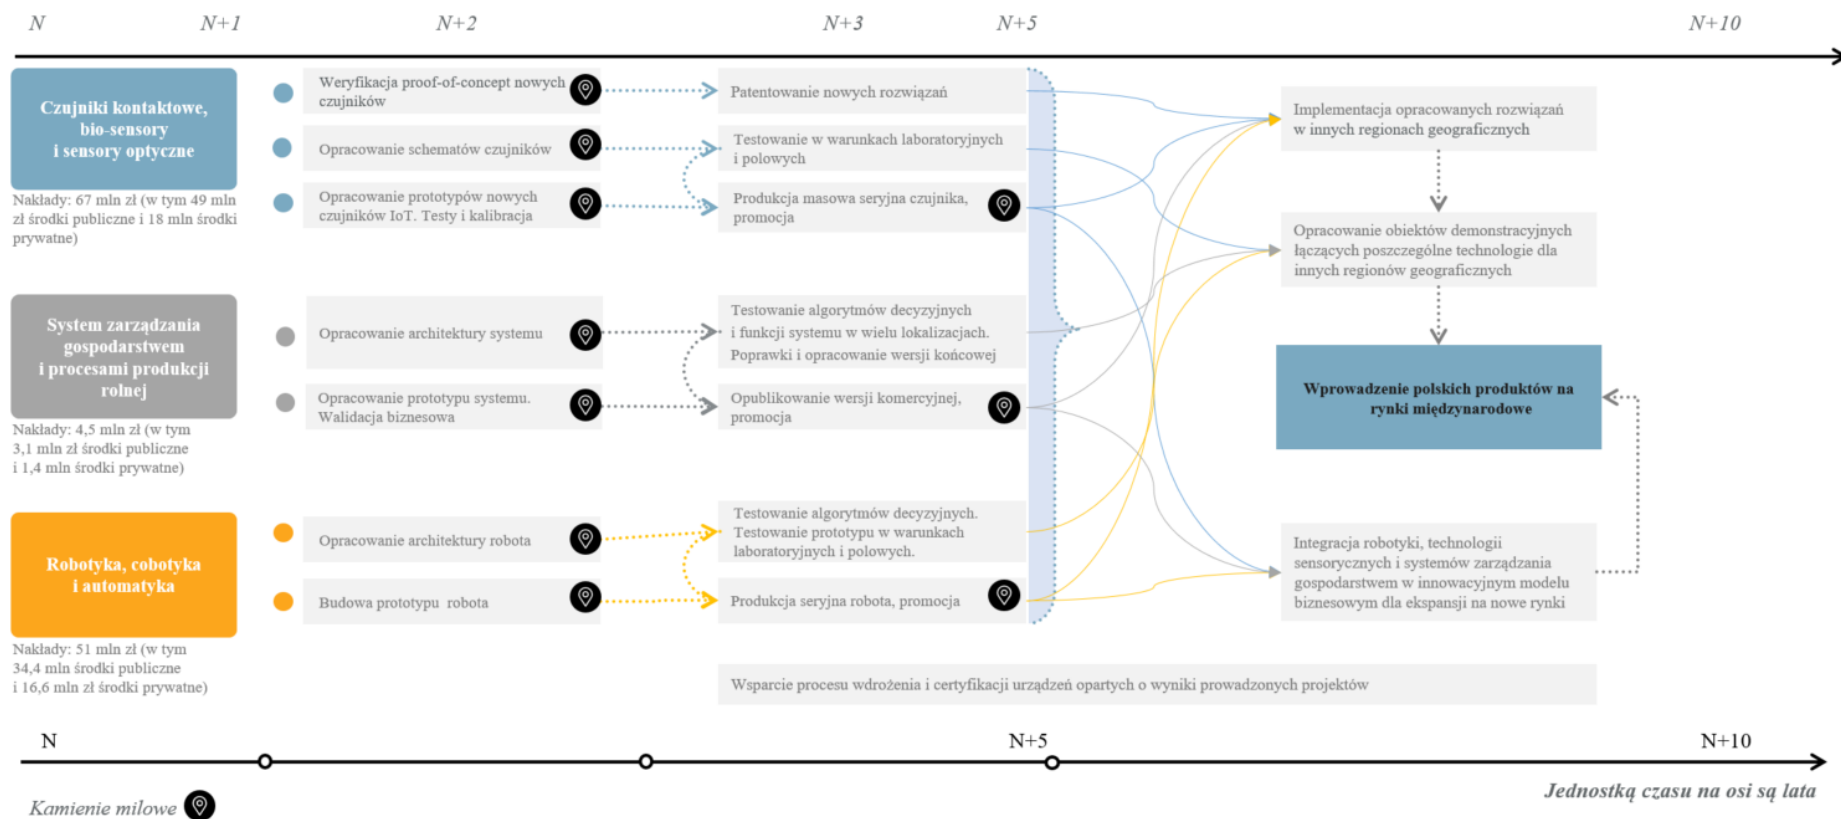 N
N+1
N+2
N+3
N+5
N+10
Czujniki kontaktowe,
bio-sensory
i sensory optyczne
Nakłady: 67 mln zł (w tym 49 mln
zł środki publiczne i 18 mln środki
prywatne)
Weryfikacja proof-of-concept nowych
czujników
Opracowanie schematów czujników
Opracowanie prototypów nowych
czujników IoT. Testy i kalibracja
Patentowanie nowych rozwiązań
Testowanie w warunkach laboratoryjnych
i polowych
Produkcja masowa seryjna czujnika,
promocja
System zarządzania
gospodarstwem
i procesami produkcji
rolnej
Nakłady: 4,5 mln zł (w tym
3,1 mln zł środki publiczne
i 1,4 mln środki prywatne)
Opracowanie architektury systemu
Opracowanie prototypu systemu.
Walidacja biznesowa
Testowanie algorytmów decyzyjnych
i funkcji systemu w wielu lokalizacjach.
Poprawki i opracowanie wersji końcowej
Opublikowanie wersji komercyjnej,
promocja
Robotyka, cobotyka
i automatyka
Nakłady: 51 mln zł (w tym
34,4 mln środki publiczne
i 16,6 mln zł środki prywatne)
Opracowanie architektury robota
Budowa prototypu robota
Testowanie algorytmów decyzyjnych.
Testowanie prototypu w warunkach
laboratoryjnych i polowych.
Produkcja seryjna robota, promocja
Implementacja opracowanych rozwiązań
w innych regionach geograficznych
Opracowanie obiektów demonstracyjnych
łączących poszczególne technologie dla
innych regionów geograficznych
Wprowadzenie polskich produktów na
rynki międzynarodowe
Integracja robotyki, technologii
sensorycznych i systemów zarządzania
gospodarstwem w innowacyjnym modelu
biznesowym dla ekspansji na nowe rynki
Wsparcie procesu wdrożenia i certyfikacji urządzeń opartych o wyniki prowadzonych projektów
N
N+5
N+10
Jednostką czasu na osi są lata
Kamienie milowe